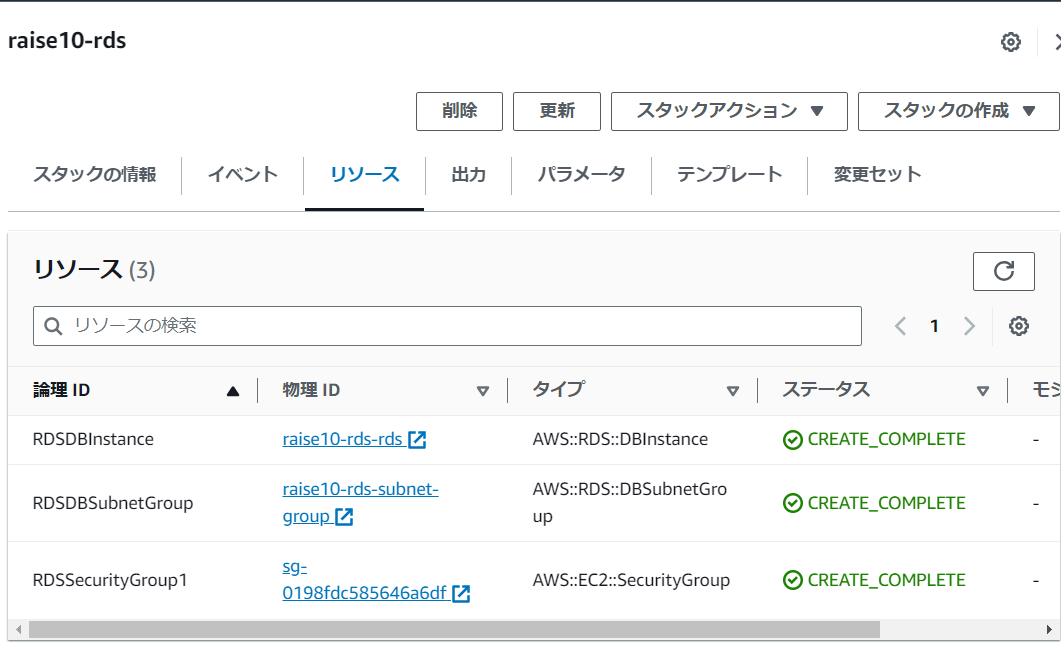 raise10-rds
削除 更新 スタックアクション ▼ スタックの作成 ▼
スタックの情報 イベント リソース 出力 パラメータ テンプレート 変更セット
リソース (3)
リソースの検索 1
論理 ID 物理 ID タイプ ステータス モジ
RDSDBInstance raise10-rds-rds AWS::RDS::DBInstance CREATE_COMPLETE -
RDSDBSubnetGroup raise10-rds-subnet- AWS::RDS::DBSubnetGro CREATE_COMPLETE -
group up
RDSSecurityGroup1 sg- AWS::EC2::SecurityGroup CREATE_COMPLETE -
0198fdc585646a6df